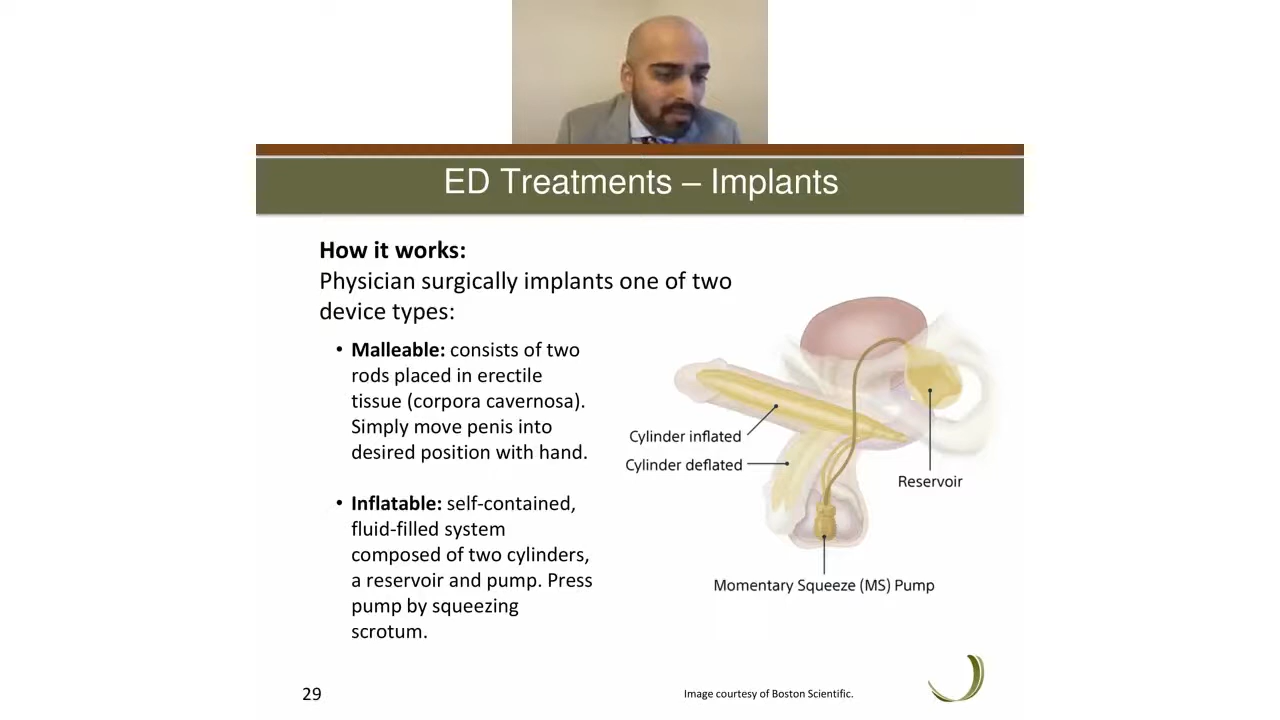 ED Treatments – Implants
How it works:
Physician surgically implants one of two
device types:
• Malleable: consists of two
rods placed in erectile
tissue (corpora cavernosa).
Simply move penis into
desired position with hand.
• Inflatable: self-contained,
fluid-filled system
composed of two cylinders,
a reservoir and pump. Press
pump by squeezing
scrotum.
Cylinder inflated
Cylinder deflated
Reservoir
Momentary Squeeze (MS) Pump
29
Image courtesy of Boston Scientific.